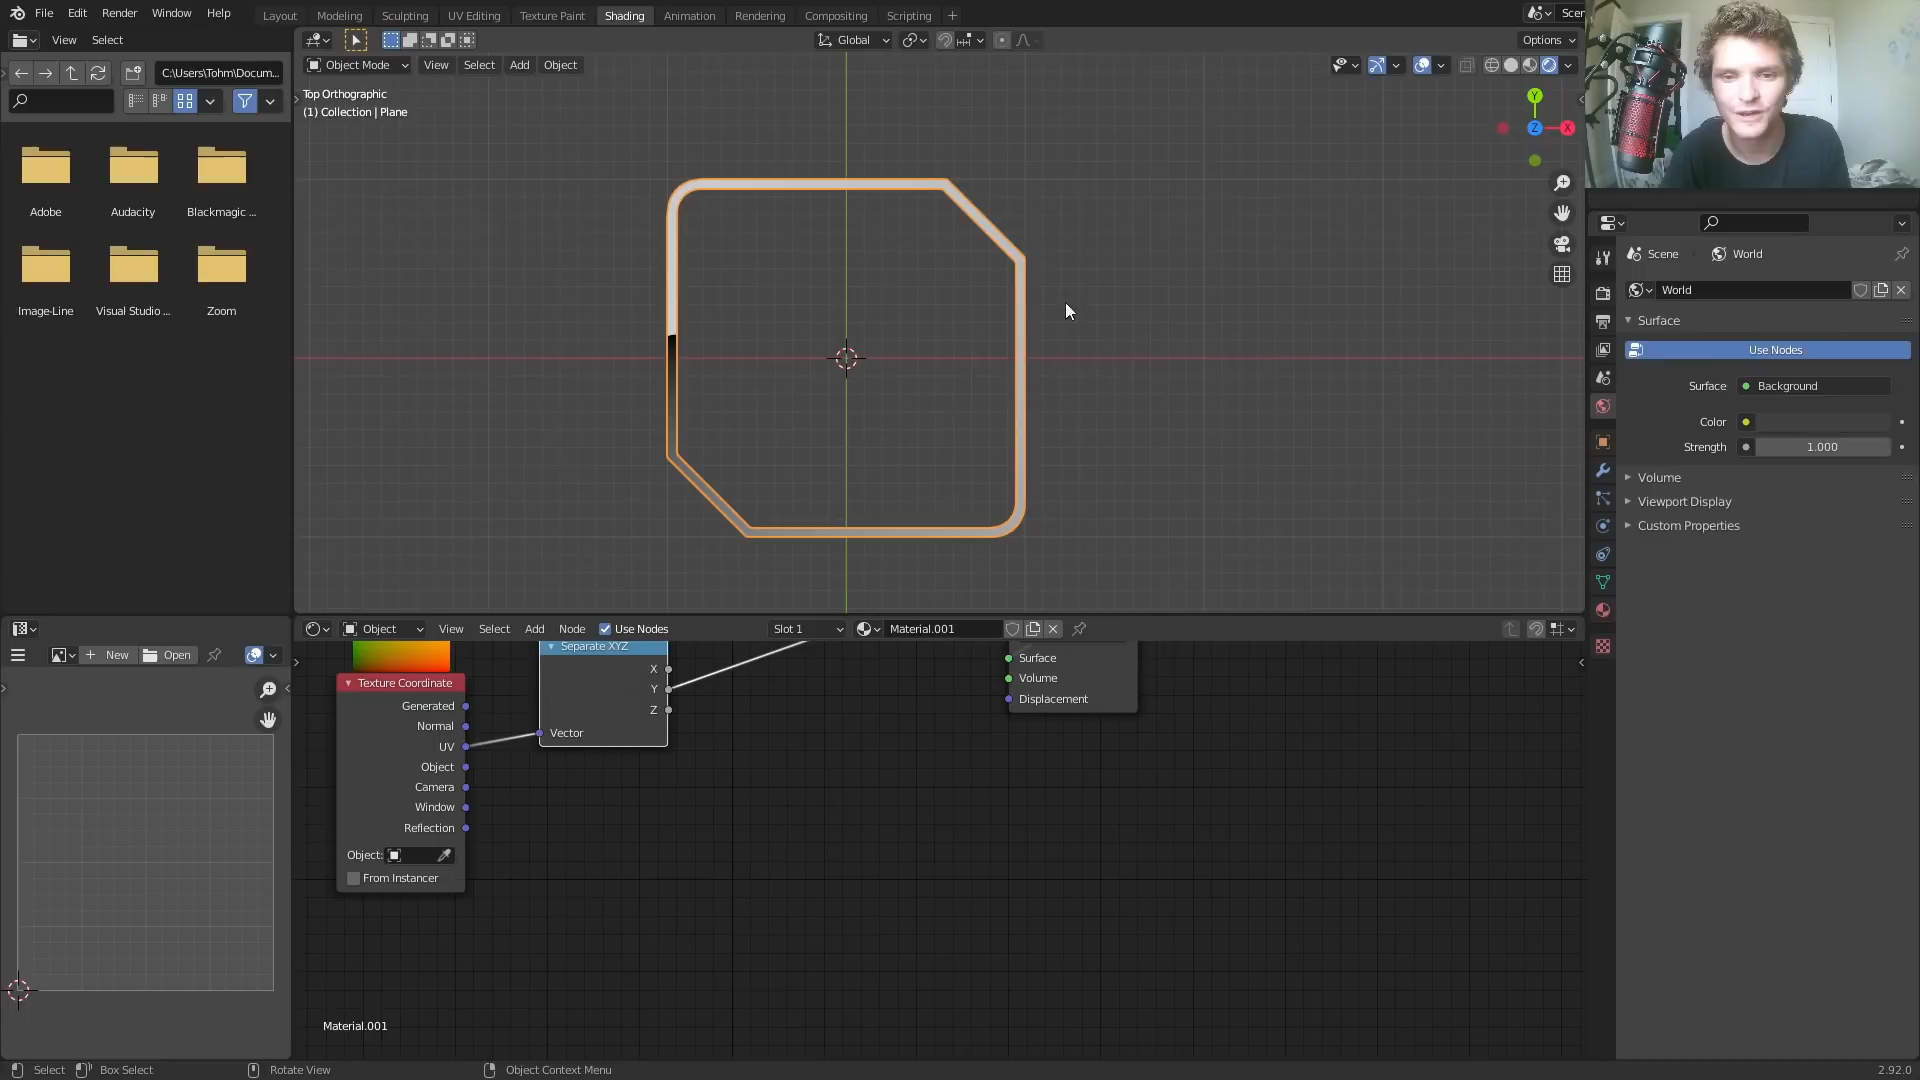 File Edit Render Window Help
Layout Modeling Sculpting UV Editing Texture Paint Shading Animation Rendering Compositing Scripting +
Scer
View Select
Global
Options
C:\Users\Tohm\Docum...
Object Mode View Select Add Object
Top Orthographic
(1) Collection | Plane
Y
Z X
Adobe Audacity Blackmagic ...
Image-Line Visual Studio ... Zoom
Scene World
World
Surface
Use Nodes
Surface Background
Color
Strength 1.000
Volume
Viewport Display
Custom Properties
Object View Select Add Node Use Nodes Slot 1 Material.001
New Open
Separate XYZ
X
Y
Z
Vector
Texture Coordinate
Generated
Normal
UV
Object
Camera
Window
Reflection
Object:
From Instancer
Surface
Volume
Displacement
Material.001
Select Box Select Rotate View Object Context Menu 2.92.0